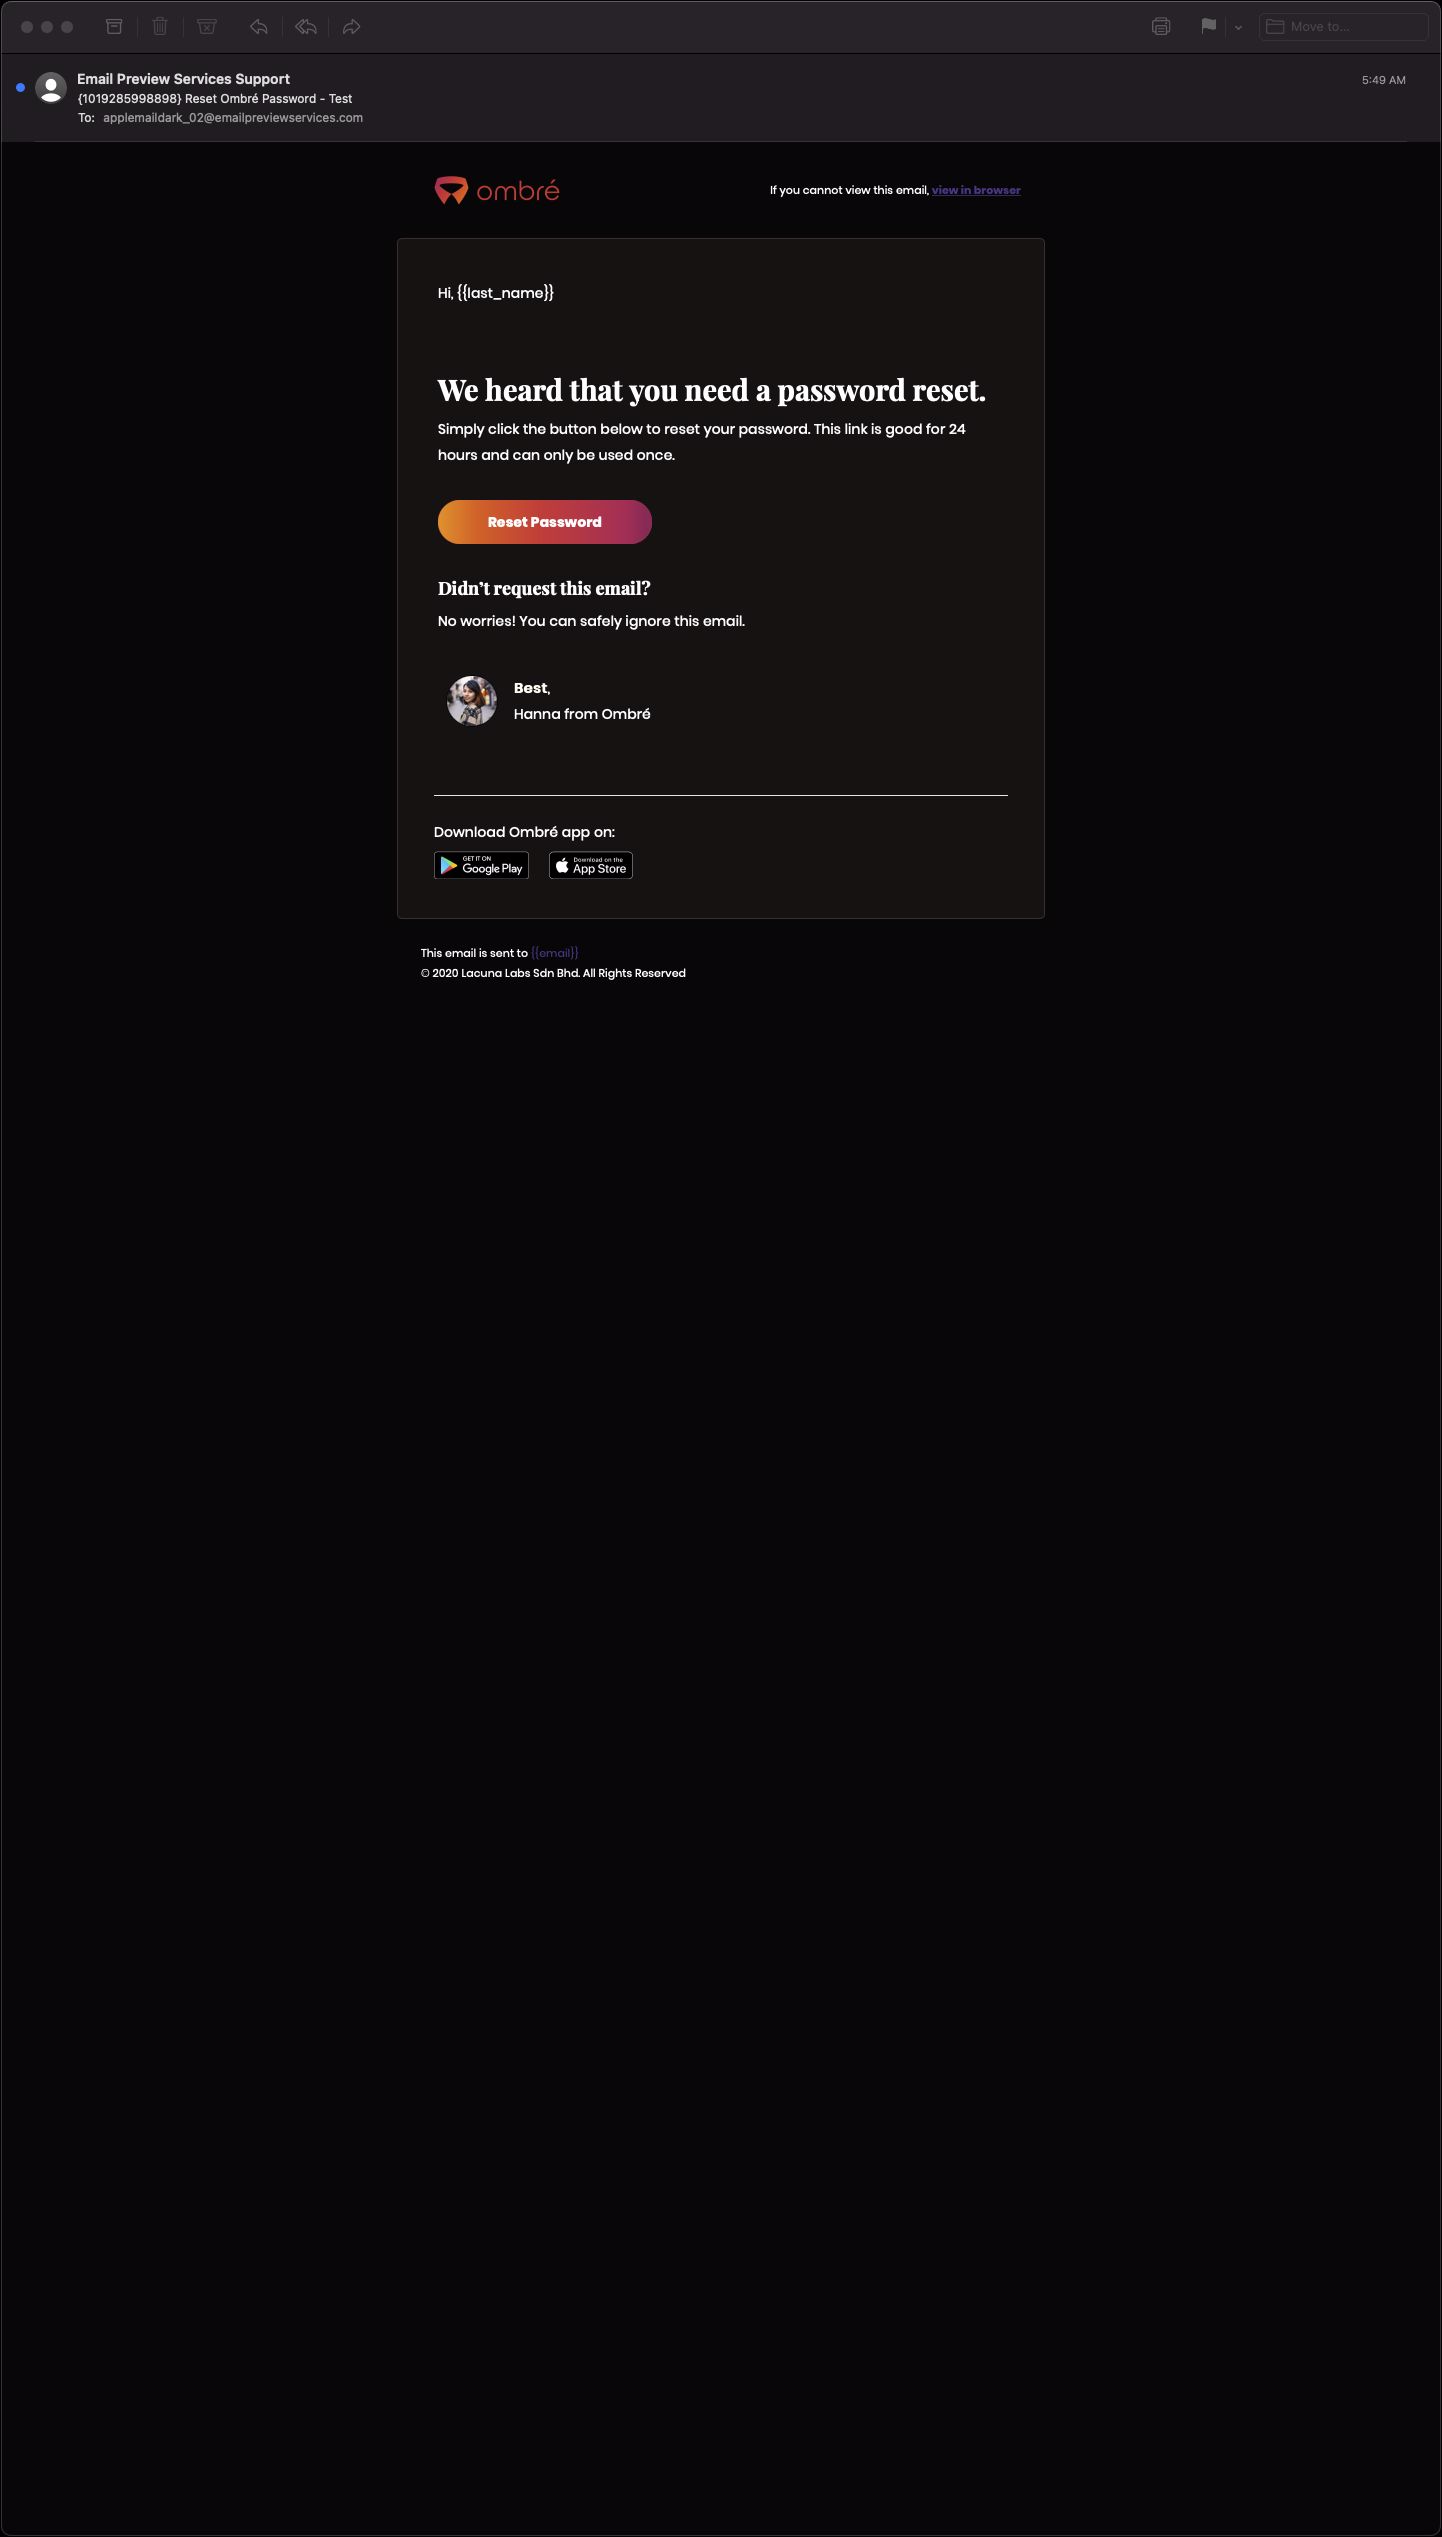 Move to...
Email Preview Services Support
5:49 AM
{1019285998898} Reset Ombré Password - Test
To: applemaildark_02@emailpreviewservices.com
ombré
If you cannot view this email, view in browser
Hi, {{last_name}}
We heard that you need a password reset.
Simply click the button below to reset your password. This link is good for 24
hours and can only be used once.
Reset Password
Didn’t request this email?
No worries! You can safely ignore this email.
Best,
Hanna from Ombré
Download Ombré app on:
GET IT ON
Google Play
Download on the
App Store
This email is sent to {{email}}
© 2020 Lacuna Labs Sdn Bhd. All Rights Reserved